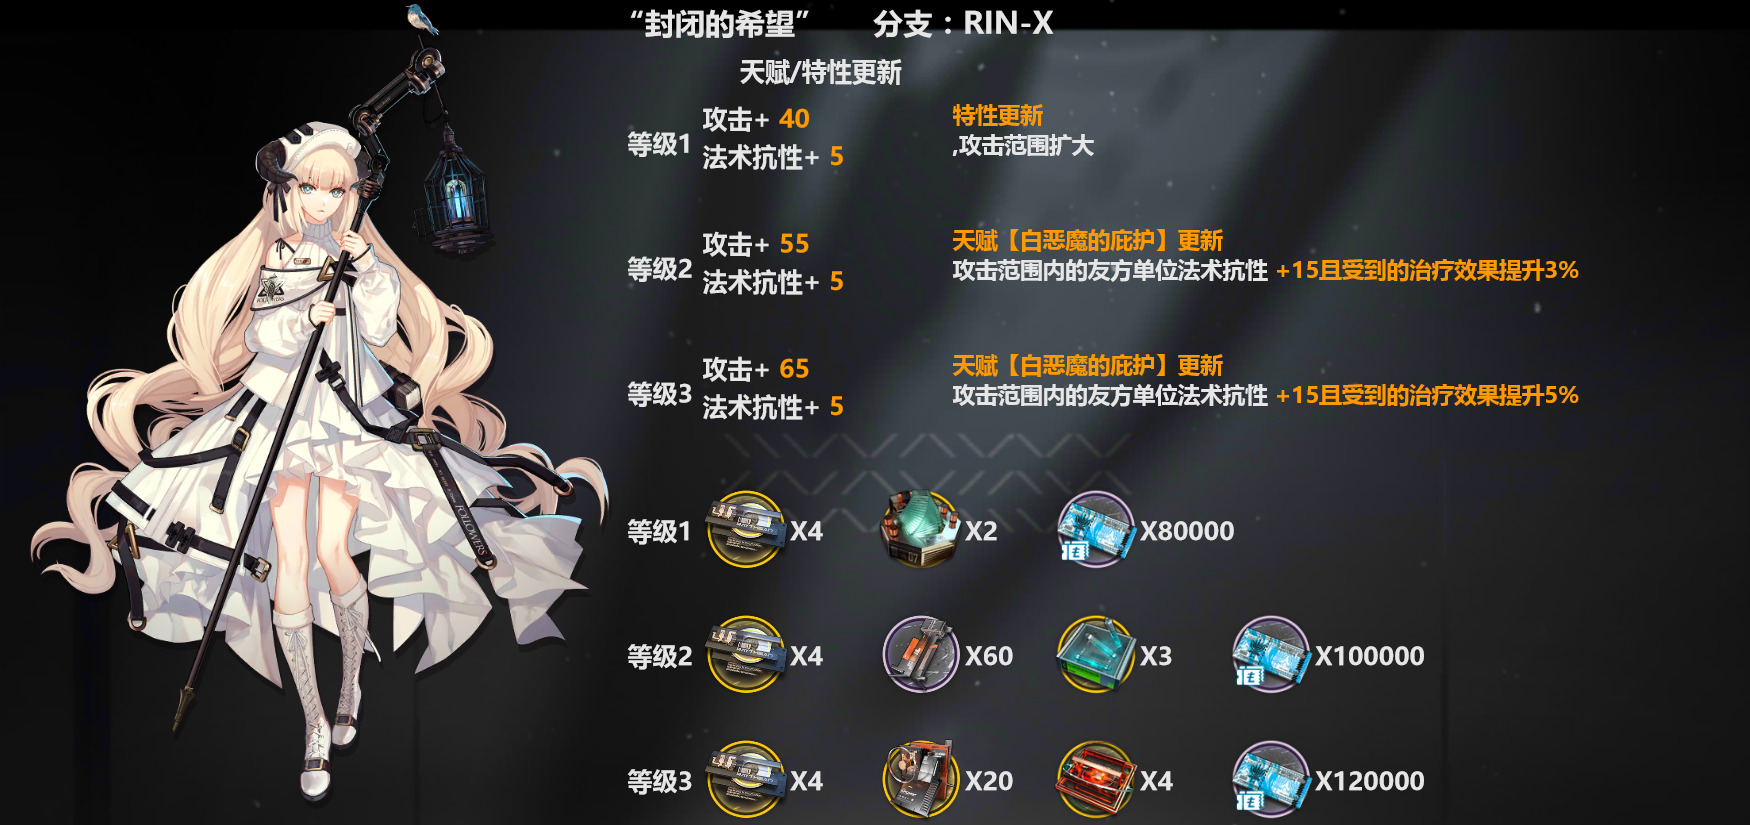 “封闭的希望” 分支：RIN-X
天赋/特性更新
等级1
攻击+ 40
法术抗性+ 5
特性更新
,攻击范围扩大
等级2
攻击+ 55
法术抗性+ 5
天赋【白恶魔的庇护】更新
攻击范围内的友方单位法术抗性 +15且受到的治疗效果提升3%
等级3
攻击+ 65
法术抗性+ 5
天赋【白恶魔的庇护】更新
攻击范围内的友方单位法术抗性 +15且受到的治疗效果提升5%
等级1 X4 X2 X80000
等级2 X4 X60 X3 X100000
等级3 X4 X20 X4 X120000
FOLLOWERS